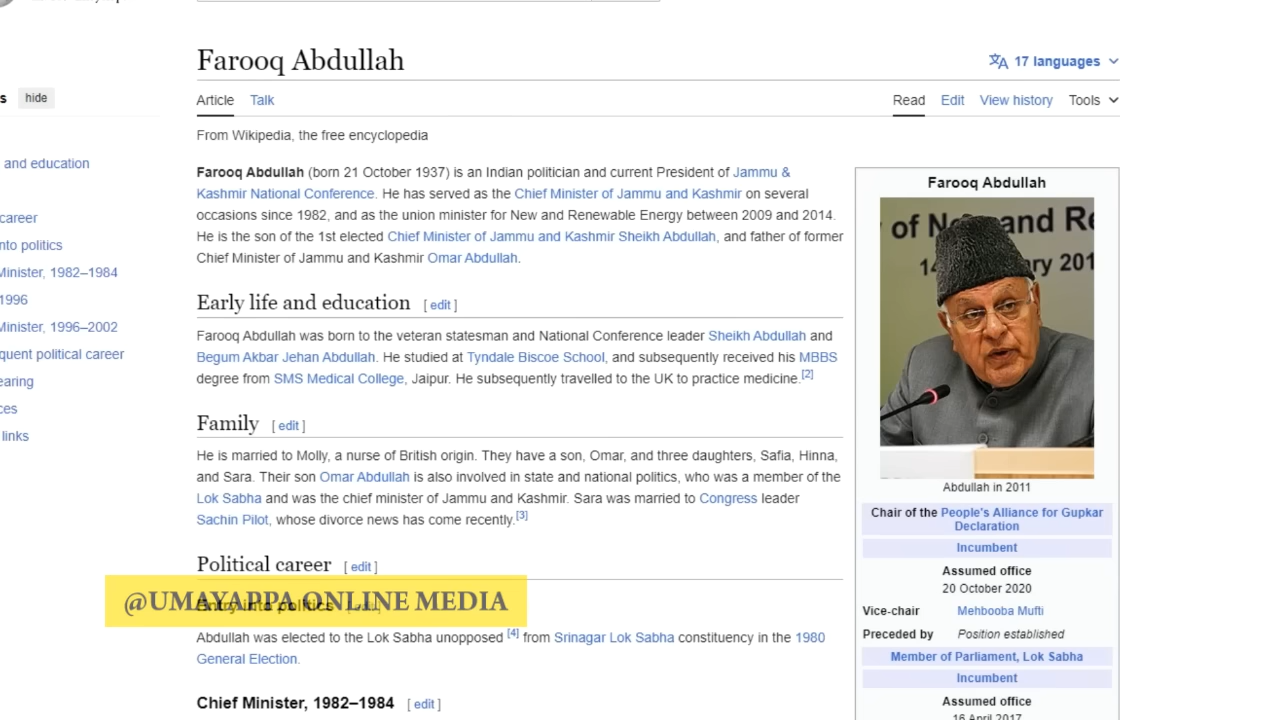 Farooq Abdullah
17 languages
s hide
Article Talk
Read Edit View history Tools
From Wikipedia, the free encyclopedia
and education
career
nto politics
Minister, 1982–1984
1996
Minister, 1996–2002
quent political career
earing
ces
links
Farooq Abdullah (born 21 October 1937) is an Indian politician and current President of Jammu &
Kashmir National Conference. He has served as the Chief Minister of Jammu and Kashmir on several
occasions since 1982, and as the union minister for New and Renewable Energy between 2009 and 2014.
He is the son of the 1st elected Chief Minister of Jammu and Kashmir Sheikh Abdullah, and father of former
Chief Minister of Jammu and Kashmir Omar Abdullah.
Early life and education [ edit ]
Farooq Abdullah was born to the veteran statesman and National Conference leader Sheikh Abdullah and
Begum Akbar Jehan Abdullah. He studied at Tyndale Biscoe School, and subsequently received his MBBS
degree from SMS Medical College, Jaipur. He subsequently travelled to the UK to practice medicine.[2]
Family [ edit ]
He is married to Molly, a nurse of British origin. They have a son, Omar, and three daughters, Safia, Hinna,
and Sara. Their son Omar Abdullah is also involved in state and national politics, who was a member of the
Lok Sabha and was the chief minister of Jammu and Kashmir. Sara was married to Congress leader
Sachin Pilot, whose divorce news has come recently.[3]
Political career [ edit ]
Entry into politics
@UMAYAPPA ONLINE MEDIA
Abdullah was elected to the Lok Sabha unopposed [4] from Srinagar Lok Sabha constituency in the 1980
General Election.
Chief Minister, 1982–1984 [ edit ]
Farooq Abdullah
of N and Re
14 ry 201
Abdullah in 2011
Chair of the People's Alliance for Gupkar
Declaration
Incumbent
Assumed office
20 October 2020
Vice-chair Mehbooba Mufti
Preceded by Position established
Member of Parliament, Lok Sabha
Incumbent
Assumed office
16 April 2017